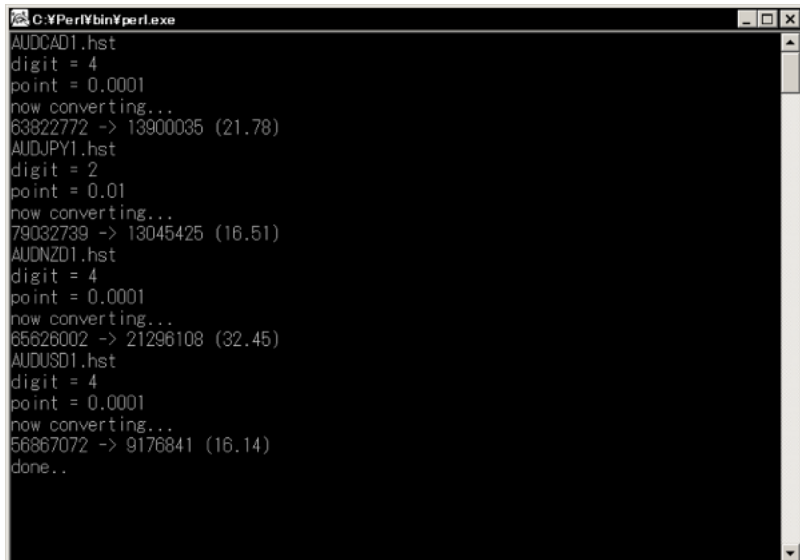 C:¥Perl¥bin¥perl.exe
AUDCAD1.hst
digit = 4
point = 0.0001
now converting...
63822772 -> 13900035 (21.78)
AUDJPY1.hst
digit = 2
point = 0.01
now converting...
79032739 -> 13045425 (16.51)
AUDNZD1.hst
digit = 4
point = 0.0001
now converting...
65626002 -> 21296108 (32.45)
AUDUSD1.hst
digit = 4
point = 0.0001
now converting...
56867072 -> 9176841 (16.14)
done..